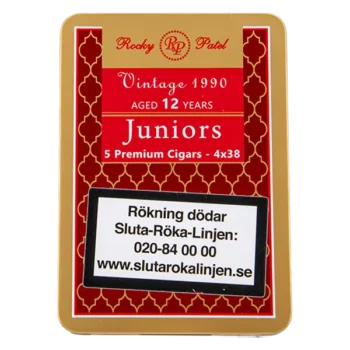 Rocky RP Patel
Vintage 1990
AGED 12 YEARS
Juniors
5 Premium Cigars - 4x38
Rökning dödar
Sluta-Röka-Linjen:
020-84 00 00
www.slutarokalinjen.se